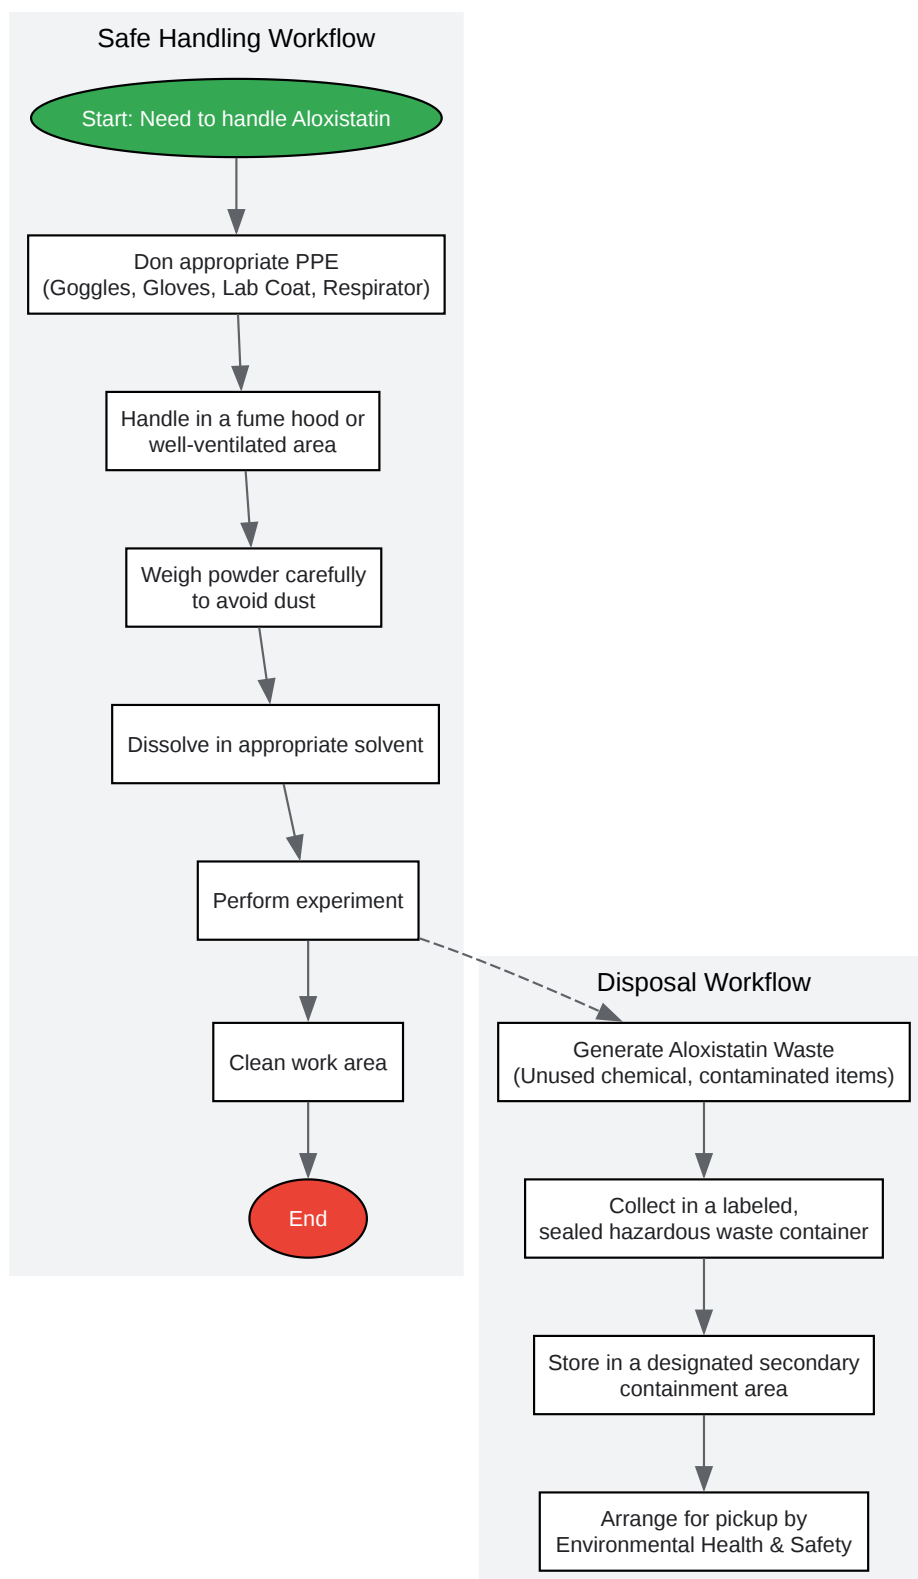 Safe Handling Workflow
Start: Need to handle Aloxistatin
Don appropriate PPE
(Goggles, Gloves, Lab Coat, Respirator)
Handle in a fume hood or
well-ventilated area
Weigh powder carefully
to avoid dust
Dissolve in appropriate solvent
Perform experiment
Clean work area
End
Disposal Workflow
Generate Aloxistatin Waste
(Unused chemical, contaminated items)
Collect in a labeled,
sealed hazardous waste container
Store in a designated secondary
containment area
Arrange for pickup by
Environmental Health & Safety